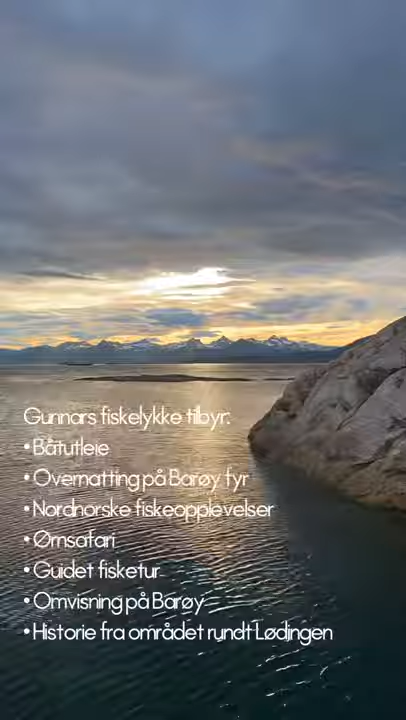 Gunnars fiskelykke tilbyr:
• Båtutleie
• Overnatting på Barøy fyr
• Nordnorske fiskeopplevelser
• Ørnsafari
• Guidet fisketur
• Omvisning på Barøy
• Historie fra området rundt Lødingen